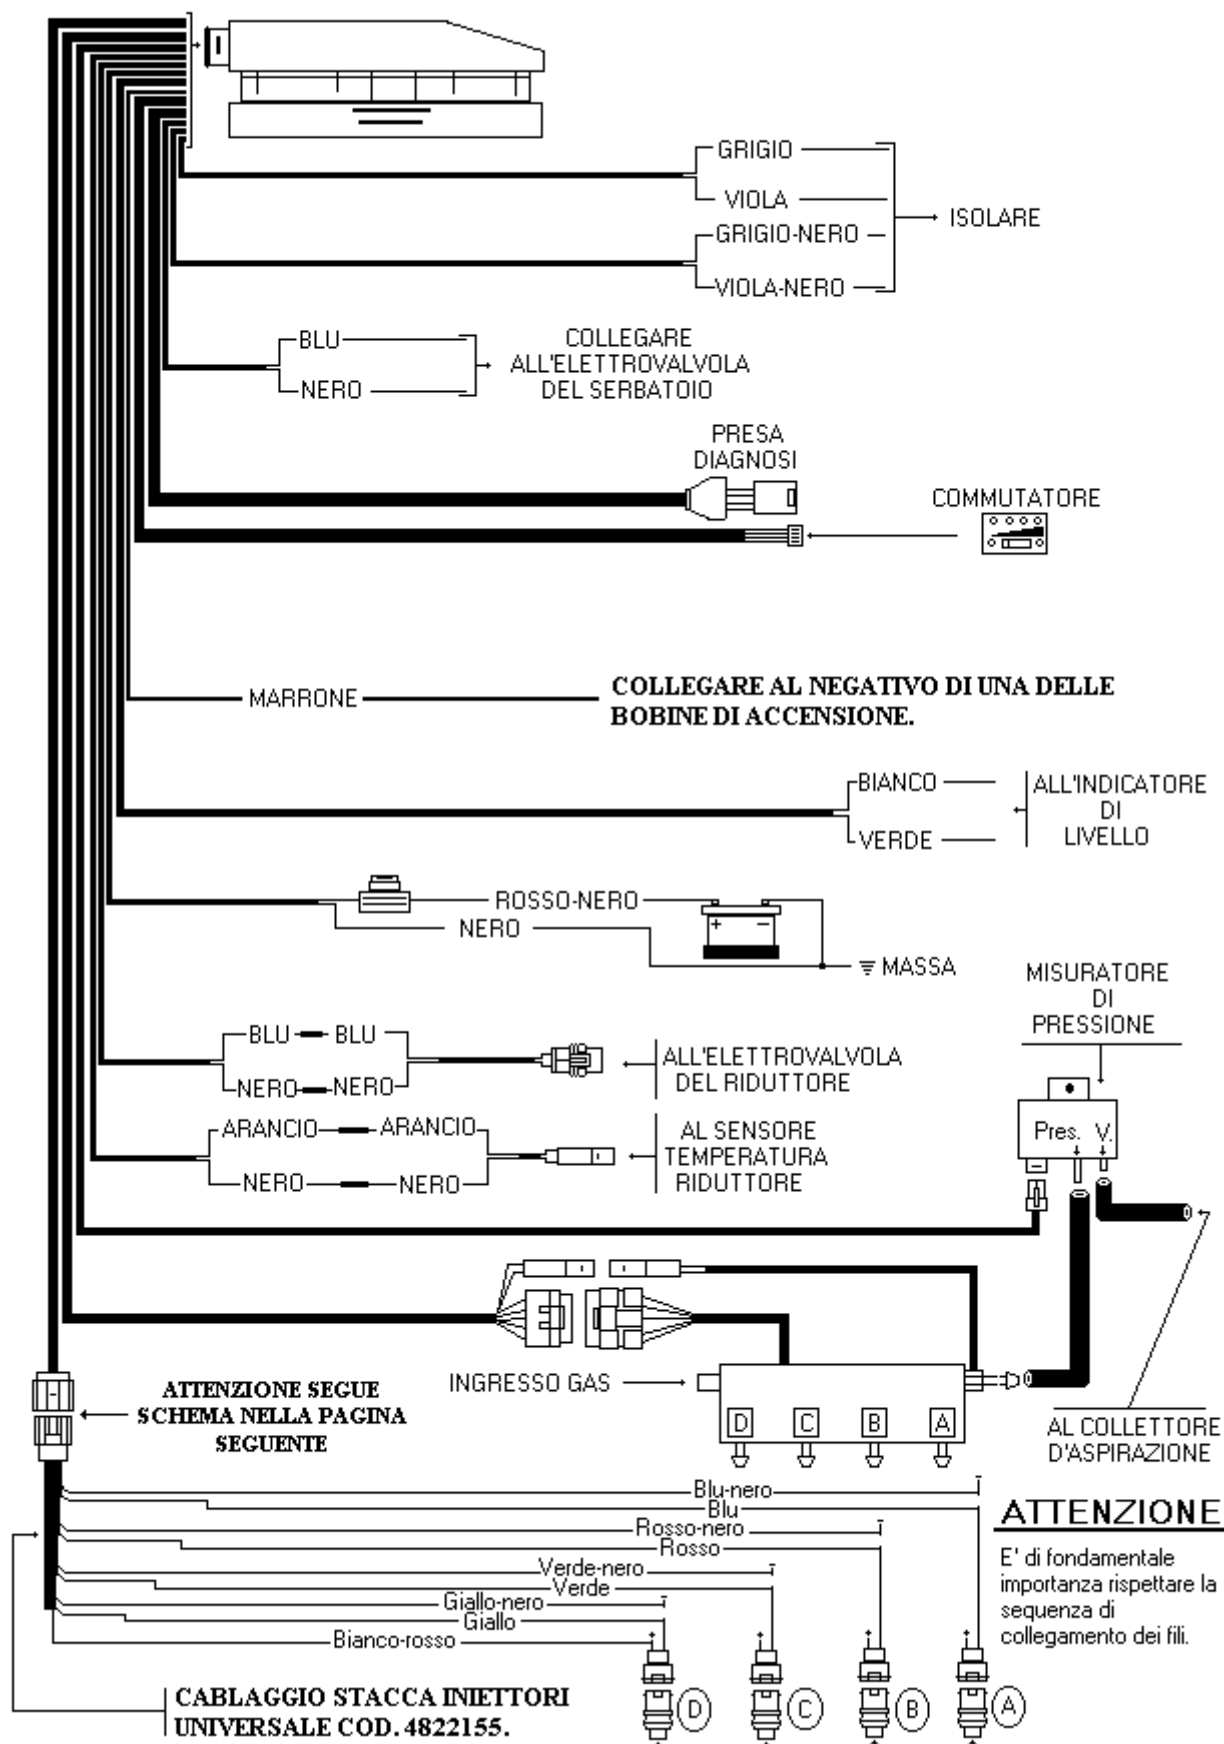 GRIGIO
VIOLA
ISOLARE
GRIGIO-NERO
VIOLA-NERO
BLU
NERO
COLLEGARE
ALL'ELETTROVALVOLA
DEL SERBATOIO
PRESA
DIAGNOSI
COMMUTATORE
MARRONE
COLLEGARE AL NEGATIVO DI UNA DELLE
BOBINE DI ACCENSIONE.
BIANCO
VERDE
ALL'INDICATORE
DI
LIVELLO
ROSSO-NERO
NERO
+ −
MASSA
MISURATORE
DI
PRESSIONE
BLU BLU
NERO NERO
ALL'ELETTROVALVOLA
DEL RIDUTTORE
ARANCIO ARANCIO
NERO NERO
AL SENSORE
TEMPERATURA
RIDUTTORE
Pres. V.
INGRESSO GAS
D C B A
AL COLLETTORE
D'ASPIRAZIONE
ATTENZIONE SEGUE
SCHEMA NELLA PAGINA
SEGUENTE
Blu-nero
Blu
Rosso-nero
Rosso
Verde-nero
Verde
Giallo-nero
Giallo
Bianco-rosso
ATTENZIONE
E' di fondamentale
importanza rispettare la
sequenza di
collegamento dei fili.
CABLAGGIO STACCA INIETTORI
UNIVERSALE COD. 4822155.
D C B A